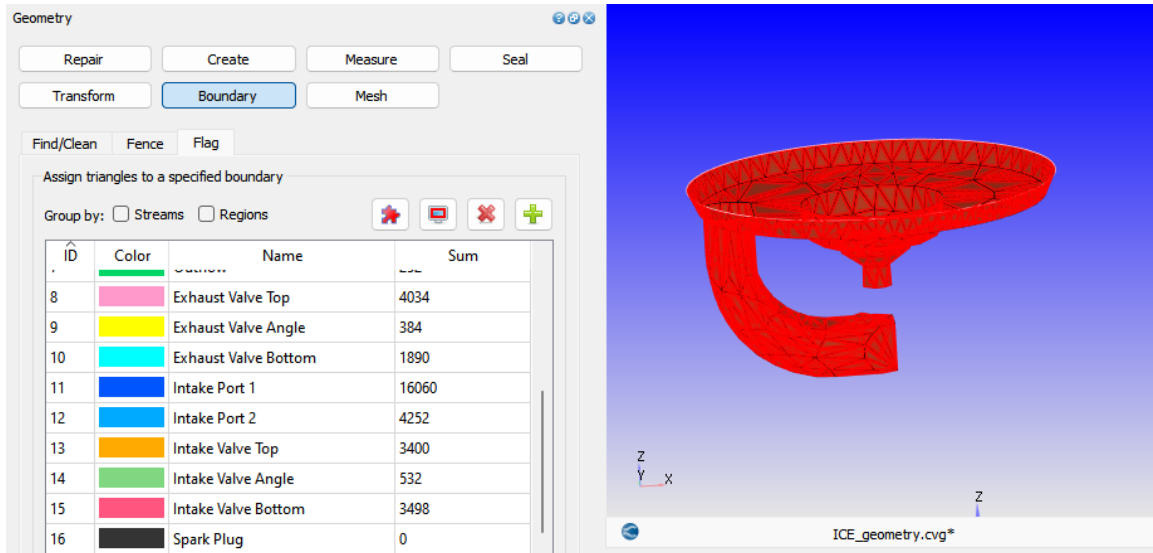 Geometry
Repair Create Measure Seal
Transform Boundary Mesh
Find/Clean Fence Flag
Assign triangles to a specified boundary
Group by: Streams Regions
ID Color Name Sum
8 Exhaust Valve Top 4034
9 Exhaust Valve Angle 384
10 Exhaust Valve Bottom 1890
11 Intake Port 1 16060
12 Intake Port 2 4252
13 Intake Valve Top 3400
14 Intake Valve Angle 532
15 Intake Valve Bottom 3498
16 Spark Plug 0
Z
Y X
Z
ICE_geometry.cvg*